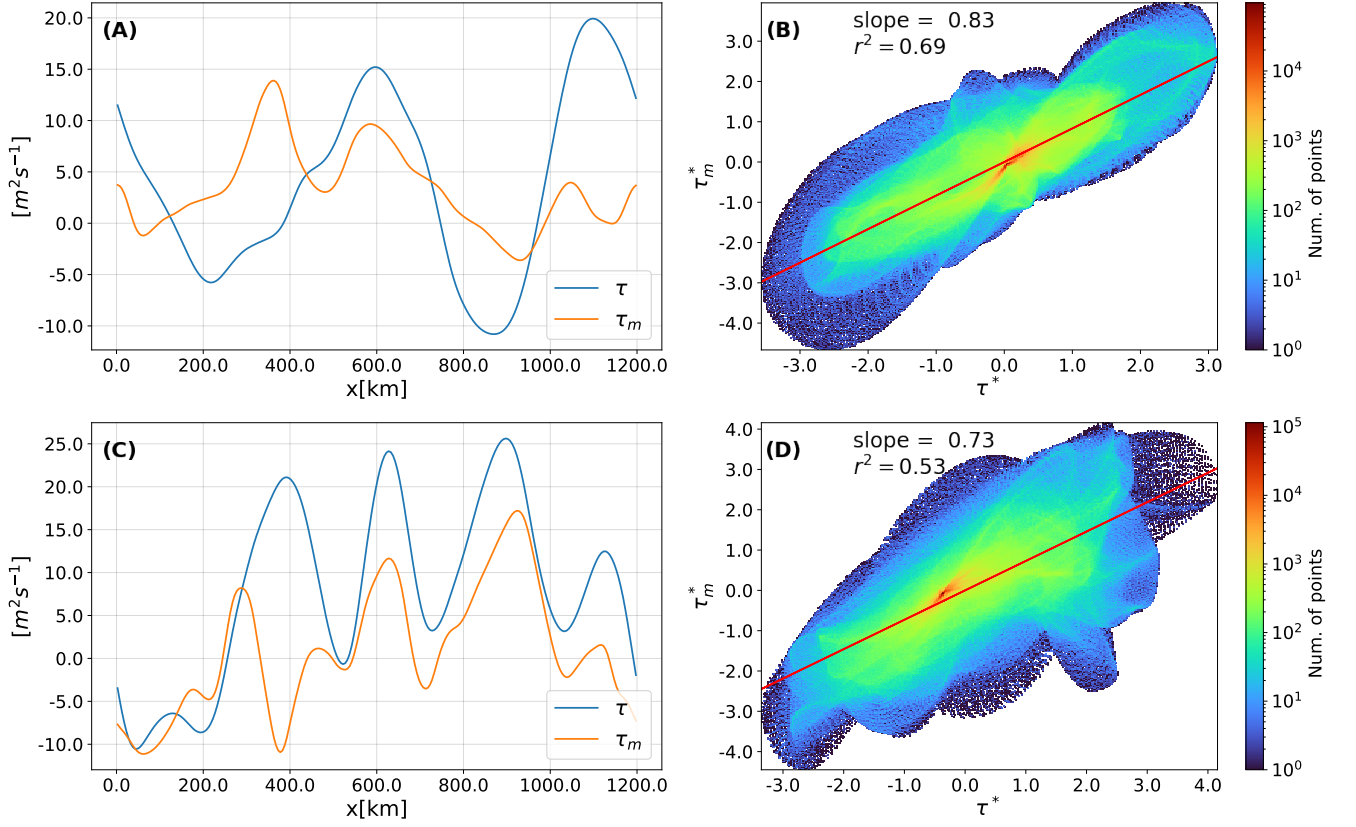 (A)
20.0
15.0
10.0
5.0
0.0
-5.0
-10.0
[m²s⁻¹]
τ
τₘ
0.0 200.0 400.0 600.0 800.0 1000.0 1200.0
x[km]
(B)
slope = 0.83
r² = 0.69
3.0
2.0
1.0
0.0
-1.0
-2.0
-3.0
-4.0
τₘ*
-3.0 -2.0 -1.0 0.0 1.0 2.0 3.0
τ*
10⁴
10³
10²
10¹
10⁰
Num. of points
(C)
25.0
20.0
15.0
10.0
5.0
0.0
-5.0
-10.0
[m²s⁻¹]
τ
τₘ
0.0 200.0 400.0 600.0 800.0 1000.0 1200.0
x[km]
(D)
slope = 0.73
r² = 0.53
4.0
3.0
2.0
1.0
0.0
-1.0
-2.0
-3.0
-4.0
τₘ*
-3.0 -2.0 -1.0 0.0 1.0 2.0 3.0 4.0
τ*
10⁵
10⁴
10³
10²
10¹
10⁰
Num. of points